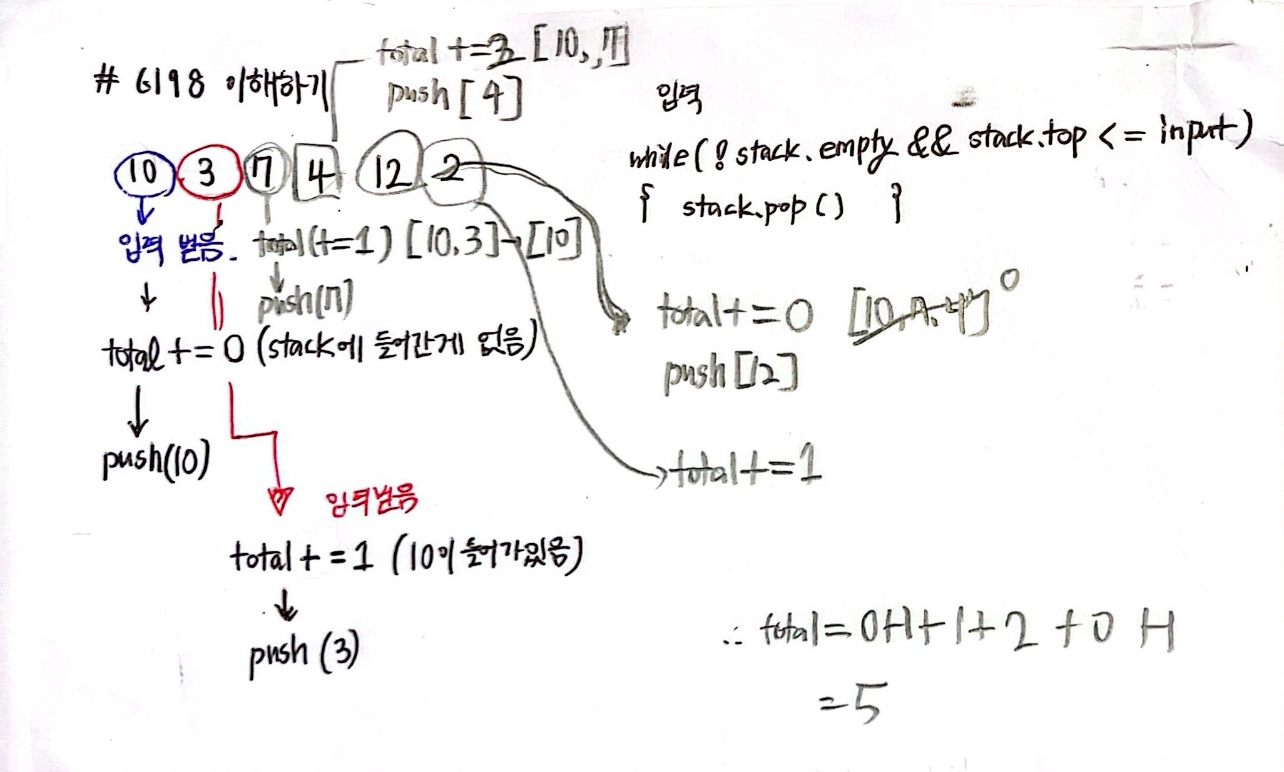 # 6198 이해하기
total += 2 [10, 7]
push [4]
10 3 7 4 12 2
입력 받음.
total(+=1) [10.3]→[10]
push(7)
total += 0 (stack에 들어간게 없음)
push(10)
입력받음
total += 1 (10이 들어가있음)
push (3)
입력
while(!stack.empty && stack.top <= input)
{ stack.pop() }
total+=0 [10,7,4] 0
push [12]
total+=1
∴ total=0+1+1+2+0+1
=5